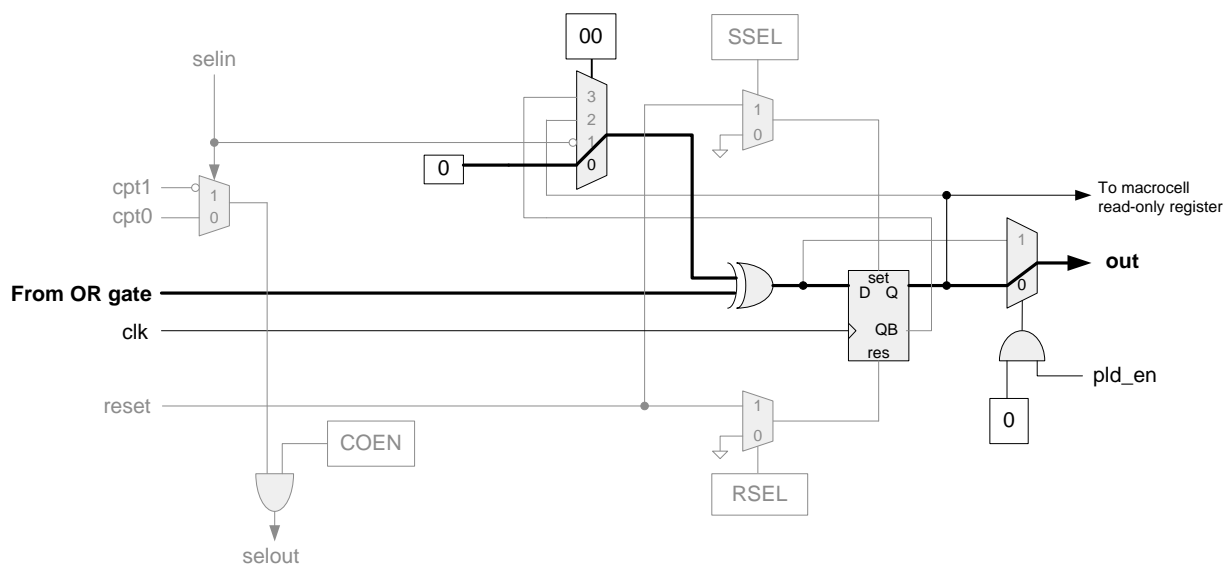 00
SSEL
selin
3
2
1
0
1
0
0
cpt1
cpt0
1
0
To macrocell
read-only register
1
0
out
From OR gate
set
D Q
QB
res
clk
pld_en
0
reset
1
0
COEN
RSEL
selout